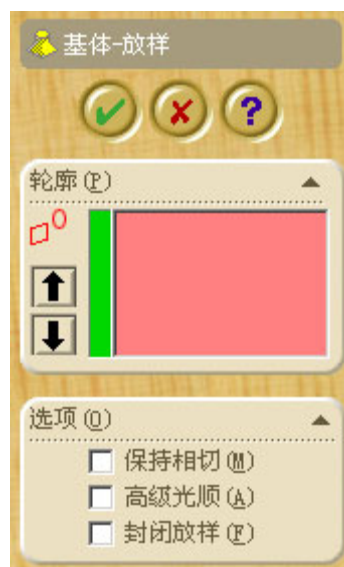 基体-放样
?
轮廓(P)
选项(O)
保持相切(M)
高级光顺(A)
封闭放样(F)